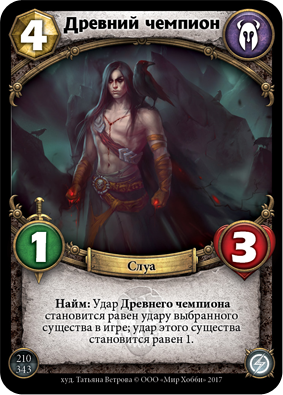 4
Древний чемпион
1
Слуа
3
Найм: Удар Древнего чемпиона
становится равен удару выбранного
существа в игре; удар этого существа
становится равен 1.
210
343
худ. Татьяна Ветрова © ООО «Мир Хобби» 2017